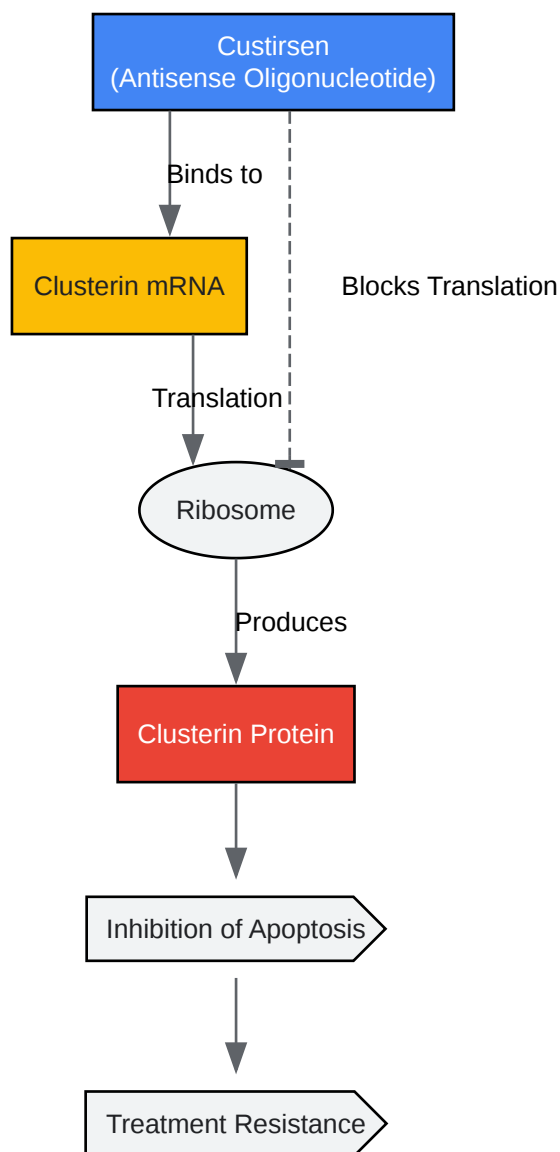 Custirsen
(Antisense Oligonucleotide)
Binds to
Clusterin mRNA
Blocks Translation
Translation
Ribosome
Produces
Clusterin Protein
Inhibition of Apoptosis
Treatment Resistance